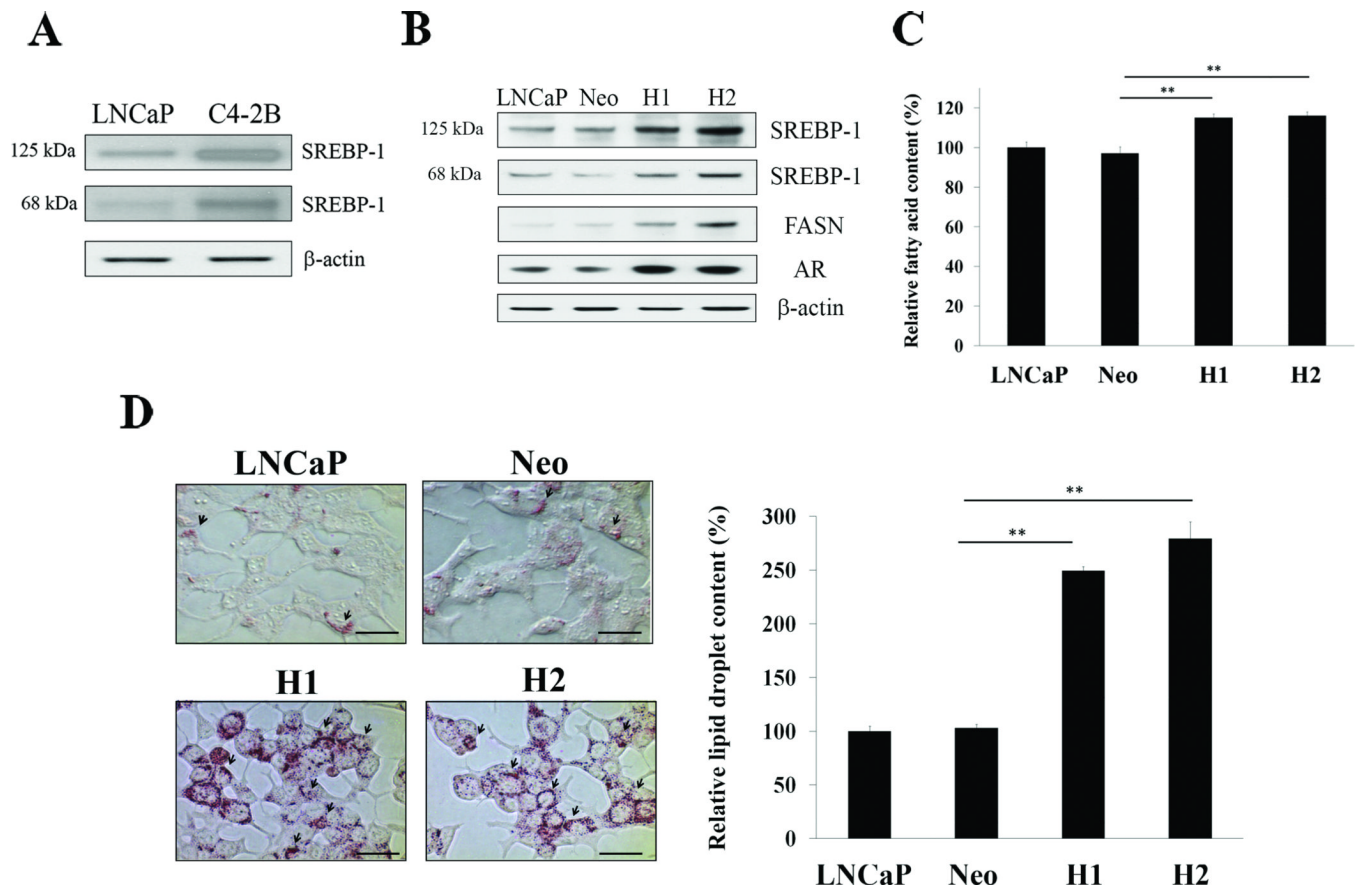 A
LNCaP C4-2B
125 kDa SREBP-1
68 kDa SREBP-1
β-actin
B
LNCaP Neo H1 H2
125 kDa SREBP-1
68 kDa SREBP-1
FASN
AR
β-actin
C
Relative fatty acid content (%)
**
**
120
100
80
60
40
20
0
LNCaP Neo H1 H2
D
LNCaP Neo
H1 H2
Relative lipid droplet content (%)
**
**
300
250
200
150
100
50
0
LNCaP Neo H1 H2